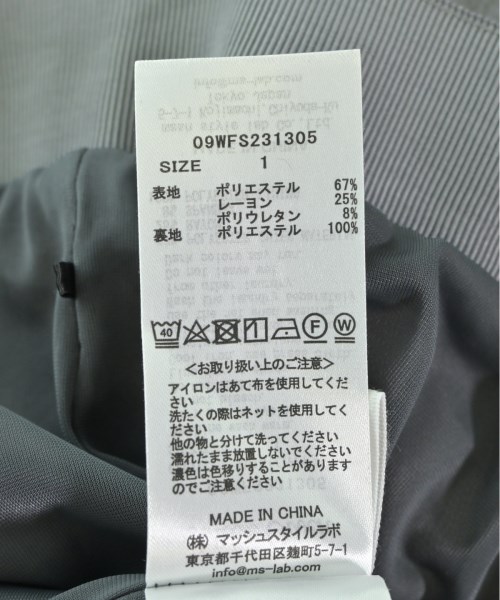 09WFS231305
SIZE 1
表地 ポリエステル 67%
レーヨン 25%
ポリウレタン 8%
裏地 ポリエステル 100%
40 F W
<お取り扱い上のご注意>
アイロンはあて布を使用してくだ
さい
洗たくの際はネットを使用してく
ださい
他の物と分けて洗ってください
濡れたまま放置しないでください
濃色は色移りすることがあります
のでご注意ください
MADE IN CHINA
(株) マッシュスタイルラボ
東京都千代田区麹町5-7-1
info@ms-lab.com